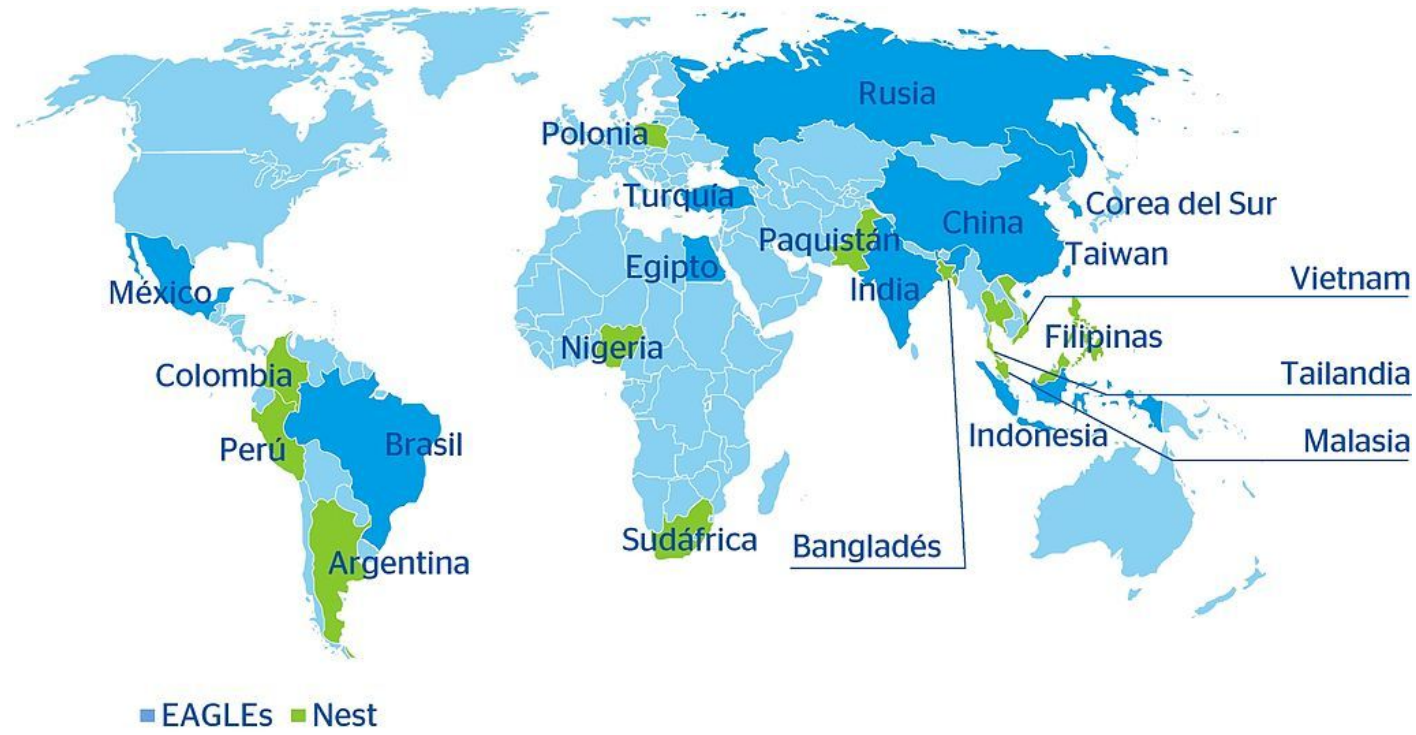 Rusia
Polonia
Turquía
China
Corea del Sur
Paquistán
Taiwan
Egipto
India
Vietnam
México
Nigeria
Filipinas
Colombia
Tailandia
Perú
Brasil
Indonesia
Malasia
Sudáfrica
Bangladés
Argentina
EAGLEs
Nest